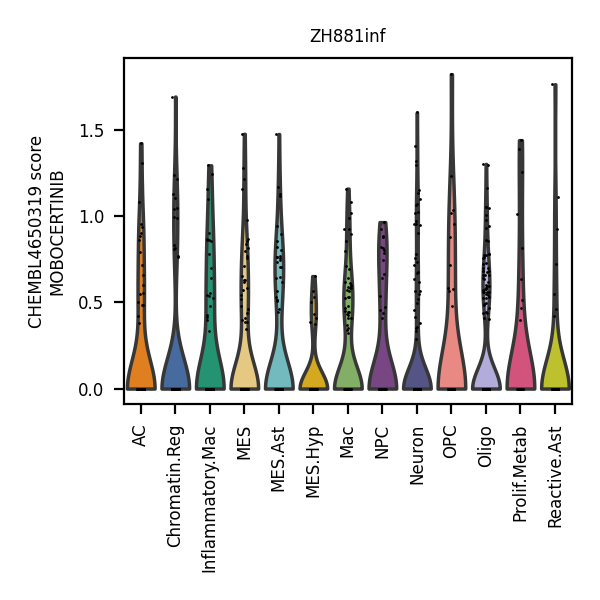 ZH881inf
CHEMBL4650319 score
MOBOCERTINIB
1.5
1.0
0.5
0.0
AC
Chromatin.Reg
Inflammatory.Mac
MES
MES.Ast
MES.Hyp
Mac
NPC
Neuron
OPC
Oligo
Prolif.Metab
Reactive.Ast